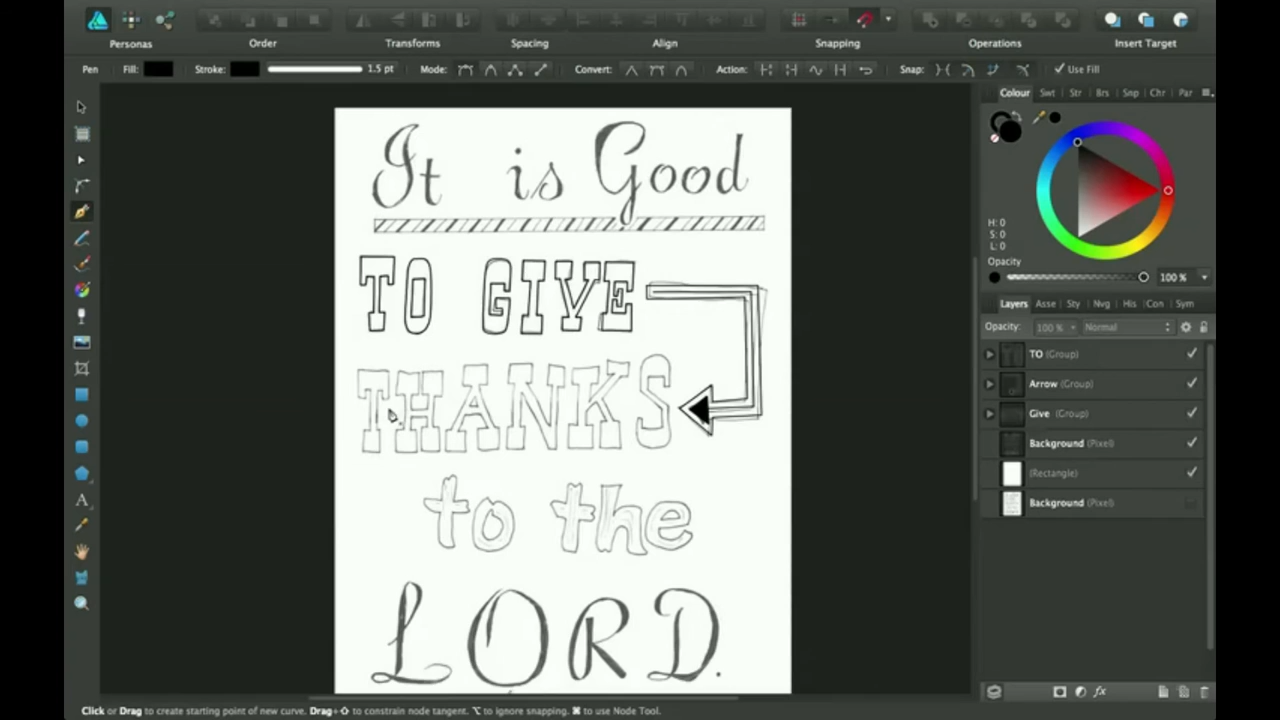 Personas Order Transforms Spacing Align Snapping Operations Insert Target
Pen Fill: Stroke: 1.5 pt Mode: Convert: Action: Snap: Use Fill
Colour Swt Str Brs Snp Chr Par
It is Good
H: 0
S: 0
L: 0
Opacity
100 %
TO GIVE
Layers Asse Sty Nvg His Con Sym
Opacity: 100 % Normal
TO (Group)
Arrow (Group)
Give (Group)
Background (Pixel)
(Rectangle)
Background (Pixel)
THANKS
to the
LORD.
Click or Drag to create starting point of new curve. Drag+⇧ to constrain node tangent. ⌥ to ignore snapping. ⌘ to use Node Tool.